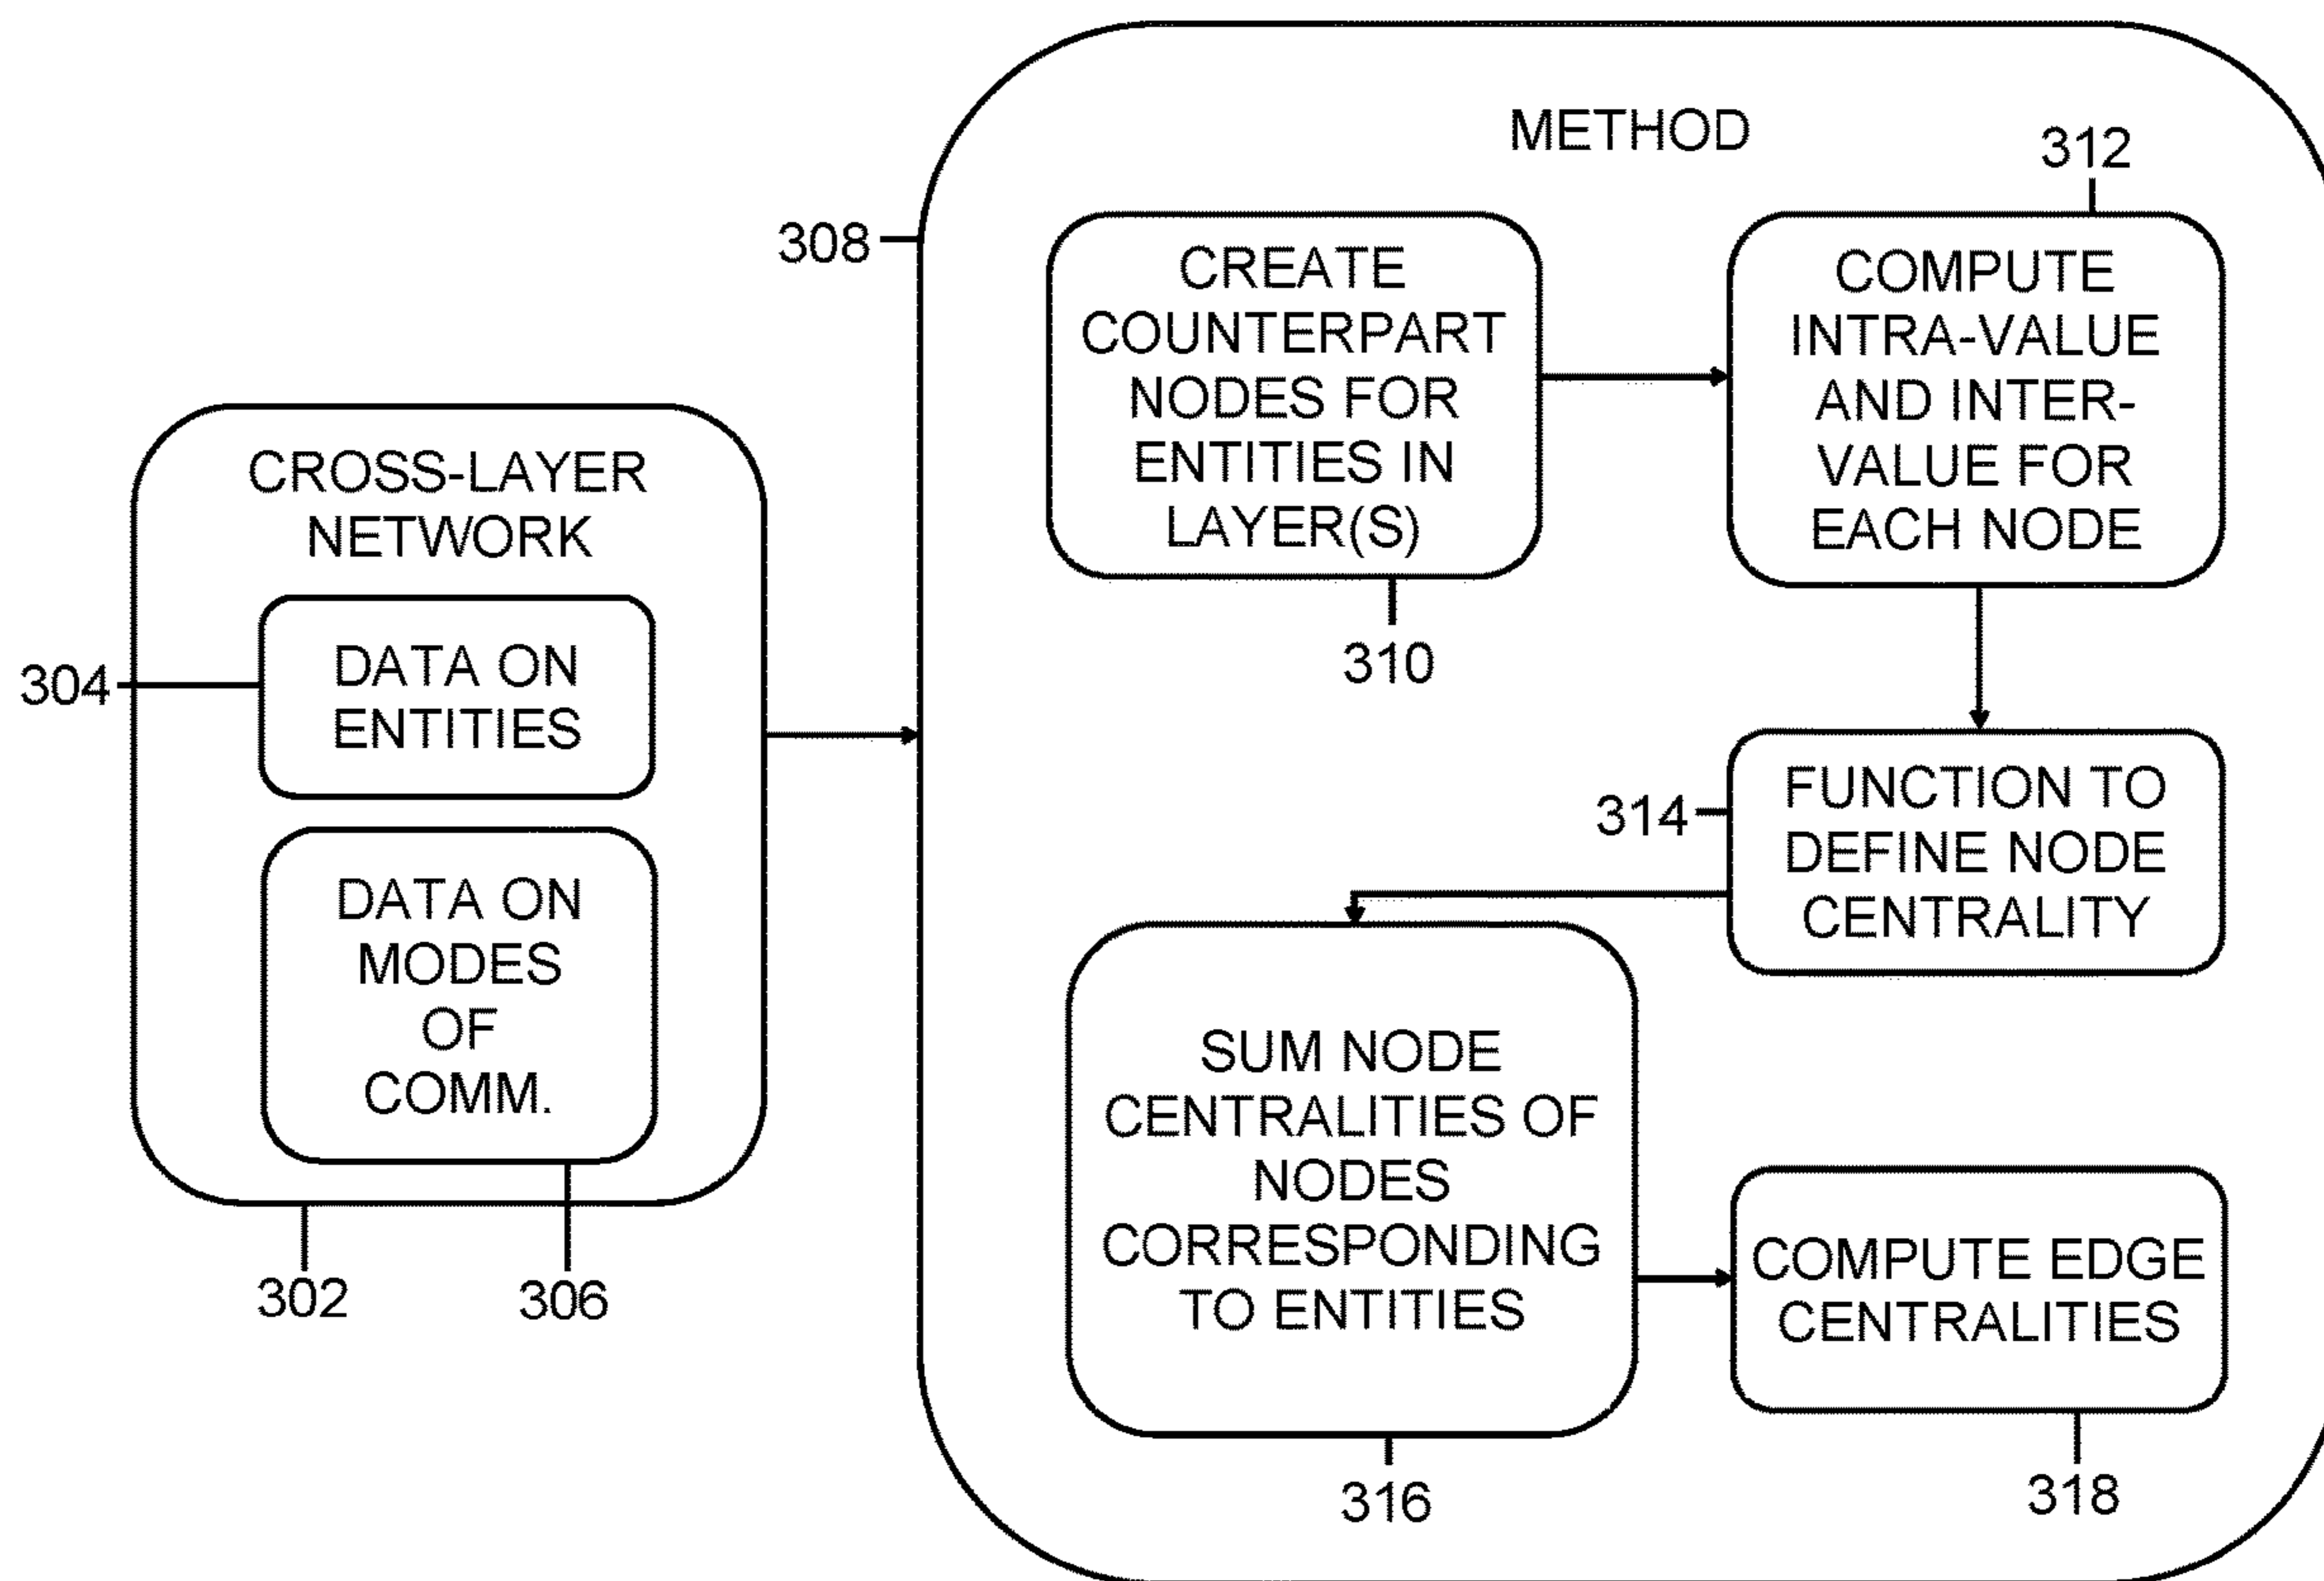 CROSS-LAYER
NETWORK
304
DATA ON
ENTITIES
DATA ON
MODES
OF
COMM.
302
306
308
METHOD
CREATE
COUNTERPART
NODES FOR
ENTITIES IN
LAYER(S)
310
312
COMPUTE
INTRA-VALUE
AND INTER-
VALUE FOR
EACH NODE
314
FUNCTION TO
DEFINE NODE
CENTRALITY
SUM NODE
CENTRALITIES OF
NODES
CORRESPONDING
TO ENTITIES
316
COMPUTE EDGE
CENTRALITIES
318